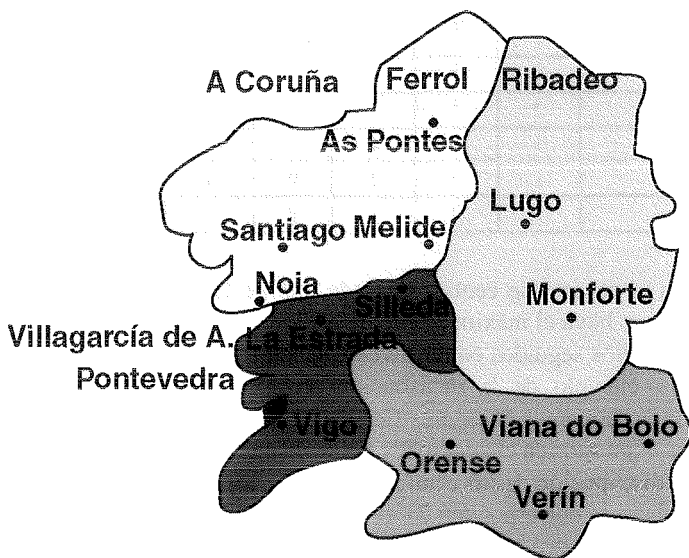 A Coruña
Ferrol
Ribadeo
As Pontes
Lugo
Santiago
Melide
Noia
Silleda
Monforte
Villagarcía de A.
La Estrada
Pontevedra
Vigo
Viana do Bolo
Orense
Verín